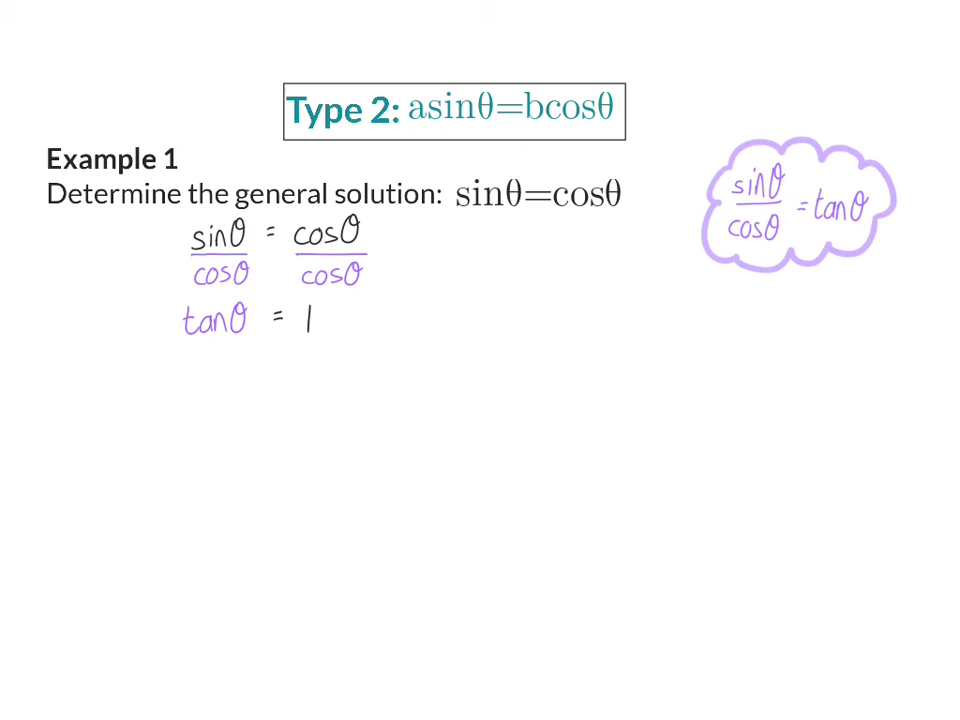 Type 2: asinθ=bcosθ
Example 1
Determine the general solution: sinθ=cosθ
sinθ = cosθ
cosθ cosθ
tanθ = 1
sinθ
cosθ = tanθ